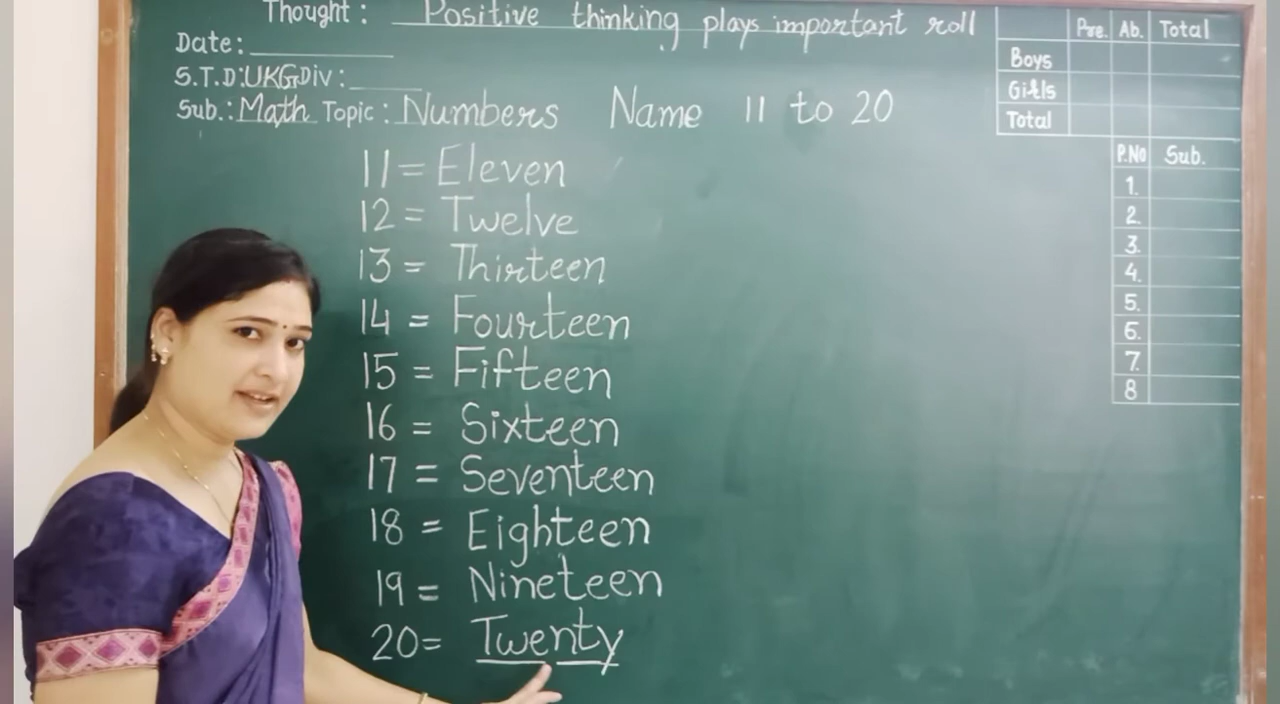 Thought: Positive thinking plays important roll
Date:
S.T.D: UKG Div:
Sub.: Math Topic: Numbers Name 11 to 20
11 = Eleven
12 = Twelve
13 = Thirteen
14 = Fourteen
15 = Fifteen
16 = Sixteen
17 = Seventeen
18 = Eighteen
19 = Nineteen
20 = Twenty
Pre. Ab. Total
Boys
Girls
Total
P.No Sub.
1.
2.
3.
4.
5.
6.
7.
8